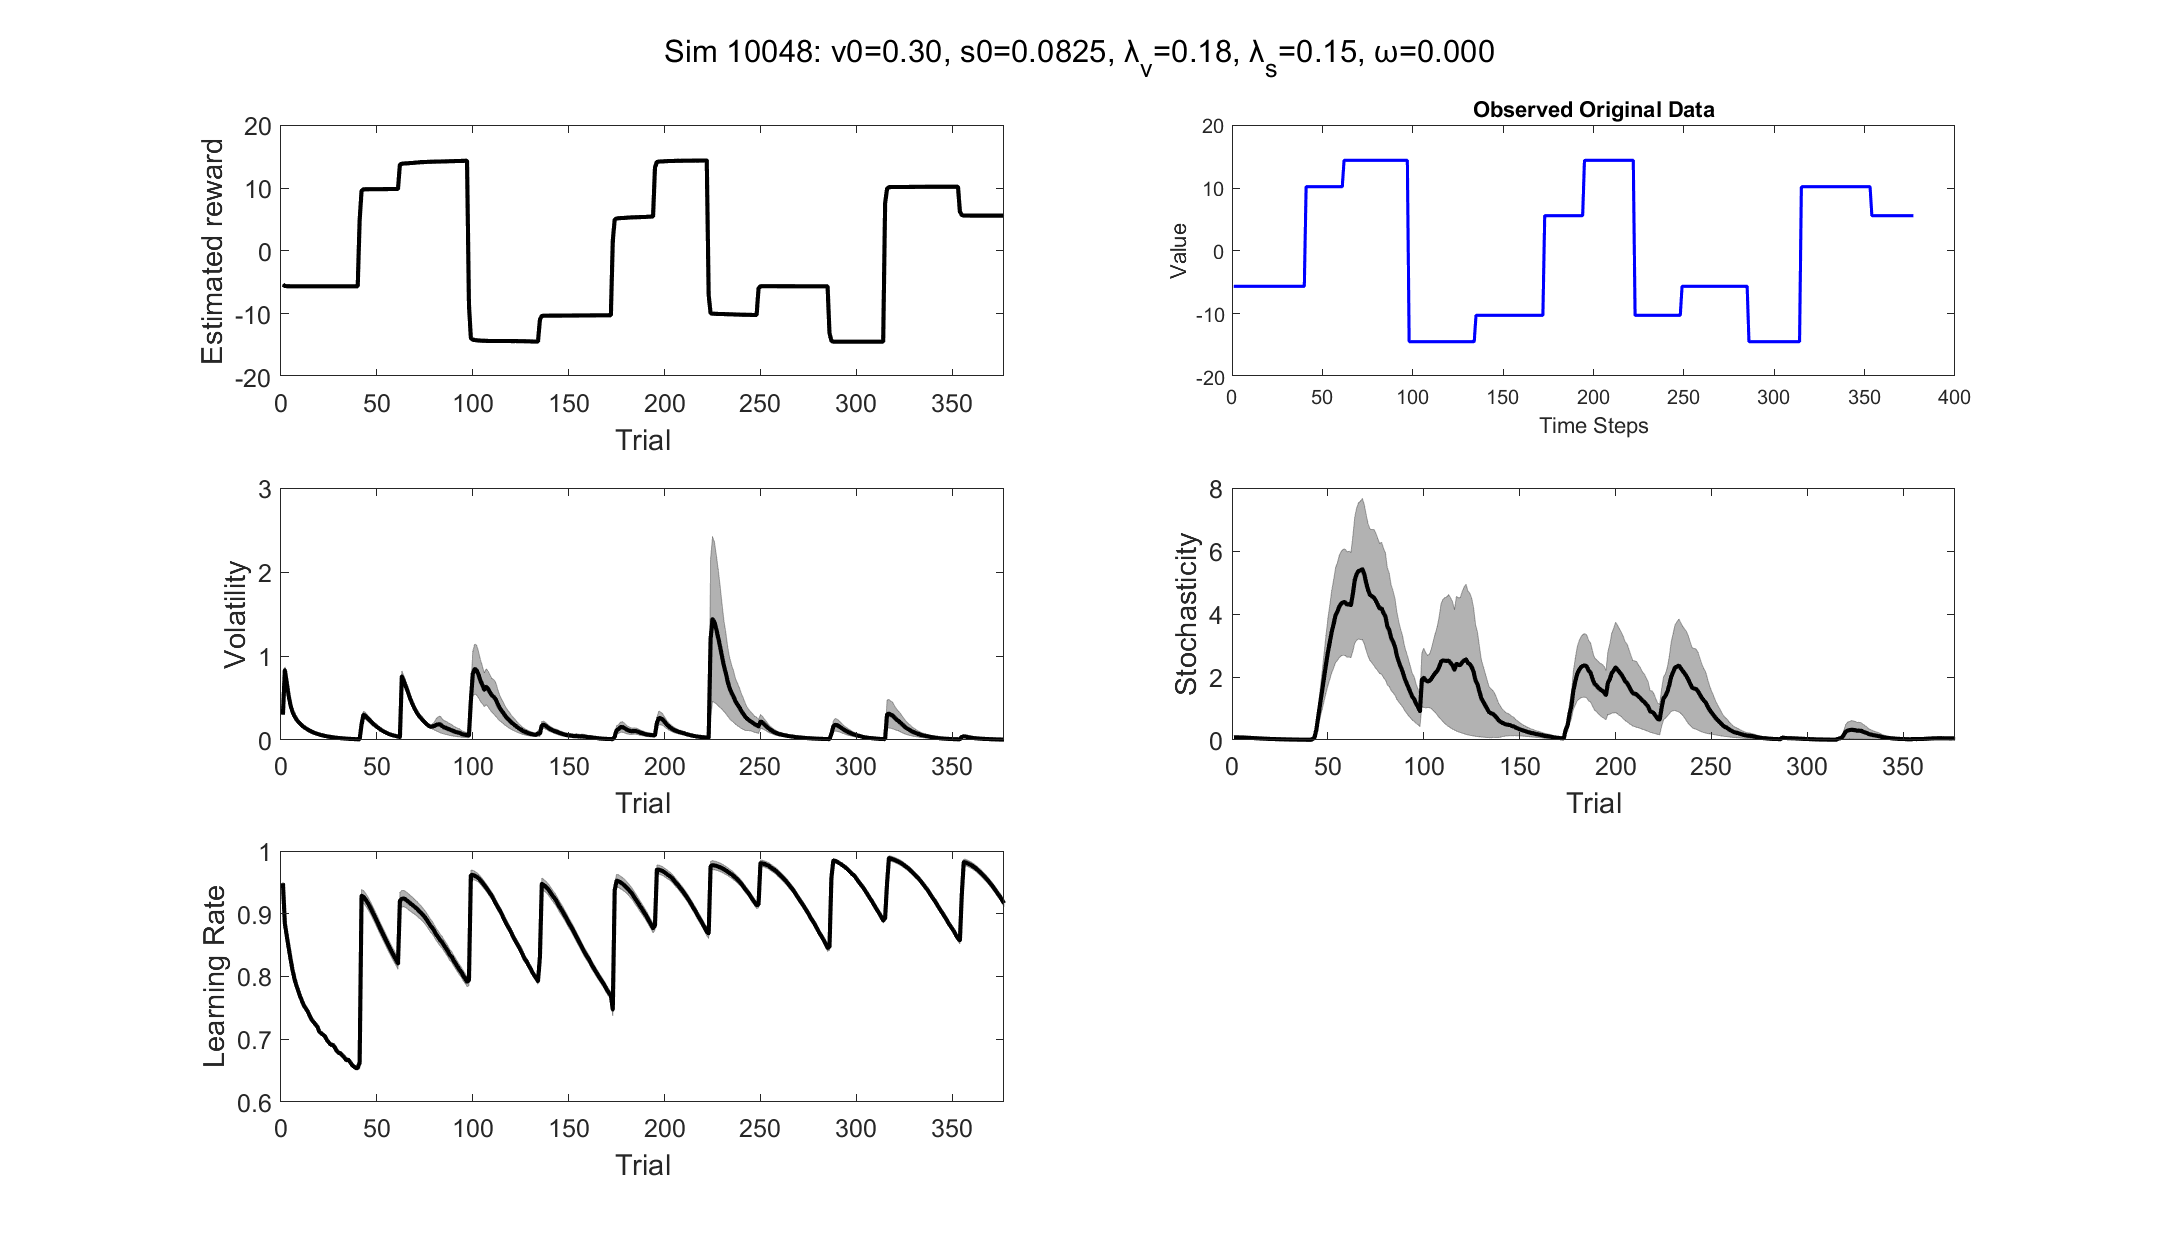 Sim 10048: v0=0.30, s0=0.0825, λ_v=0.18, λ_s=0.15, ω=0.000
20
10
0
-10
-20
Estimated reward
0 50 100 150 200 250 300 350
Trial
Observed Original Data
20
10
0
-10
-20
Value
0 50 100 150 200 250 300 350 400
Time Steps
3
2
1
0
Volatility
0 50 100 150 200 250 300 350
Trial
8
6
4
2
0
Stochasticity
0 50 100 150 200 250 300 350
Trial
1
0.9
0.8
0.7
0.6
Learning Rate
0 50 100 150 200 250 300 350
Trial